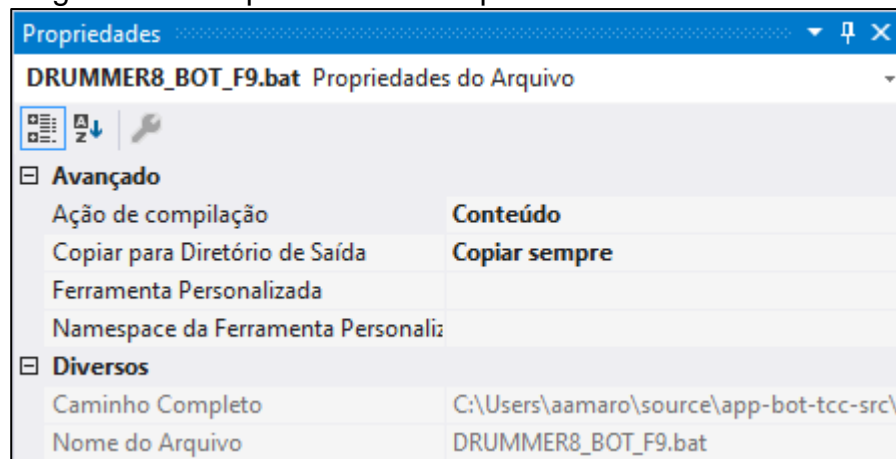 Propriedades
DRUMMER8_BOT_F9.bat Propriedades do Arquivo
Avançado
Ação de compilação Conteúdo
Copiar para Diretório de Saída Copiar sempre
Ferramenta Personalizada
Namespace da Ferramenta Personaliz
Diversos
Caminho Completo C:\Users\aamaro\source\app-bot-tcc-src\
Nome do Arquivo DRUMMER8_BOT_F9.bat